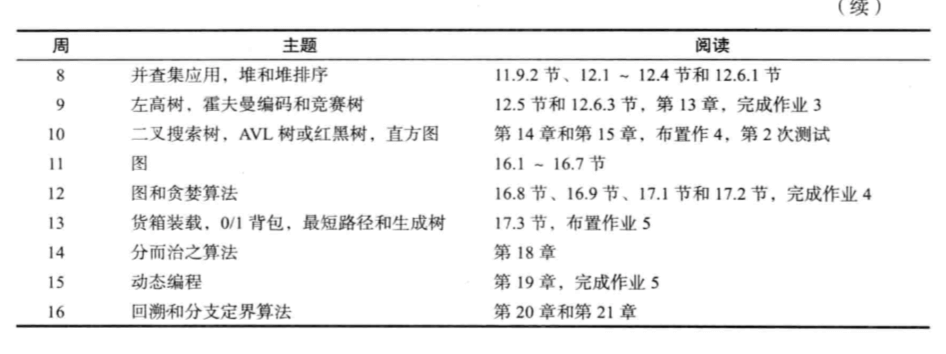 （续）
周 主题 阅读
8 并查集应用，堆和堆排序 11.9.2 节、12.1 ~ 12.4 节和 12.6.1 节
9 左高树，霍夫曼编码和竞赛树 12.5 节和 12.6.3 节，第 13 章，完成作业 3
10 二叉搜索树，AVL 树或红黑树，直方图 第 14 章和第 15 章，布置作 4，第 2 次测试
11 图 16.1 ~ 16.7 节
12 图和贪婪算法 16.8 节、16.9 节、17.1 节和 17.2 节，完成作业 4
13 货箱装载，0/1 背包，最短路径和生成树 17.3 节，布置作业 5
14 分而治之算法 第 18 章
15 动态编程 第 19 章，完成作业 5
16 回溯和分支定界算法 第 20 章和第 21 章